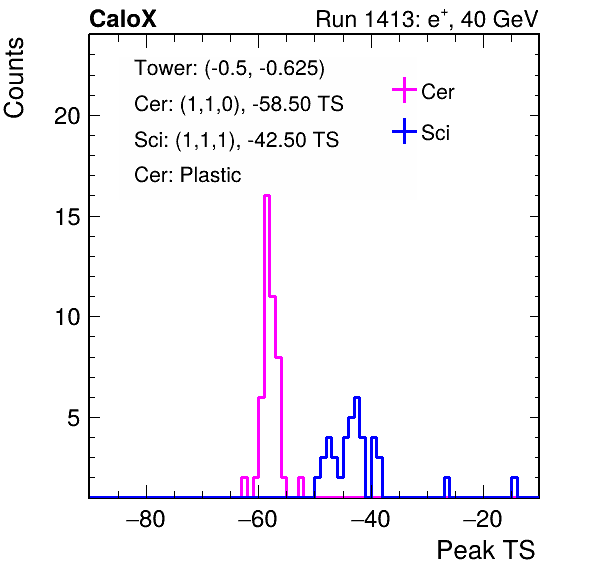 CaloX Run 1413: e⁺, 40 GeV
Counts
Tower: (-0.5, -0.625)
Cer: (1,1,0), -58.50 TS
Sci: (1,1,1), -42.50 TS
Cer: Plastic
Cer
Sci
20
15
10
5
−80 −60 −40 −20
Peak TS